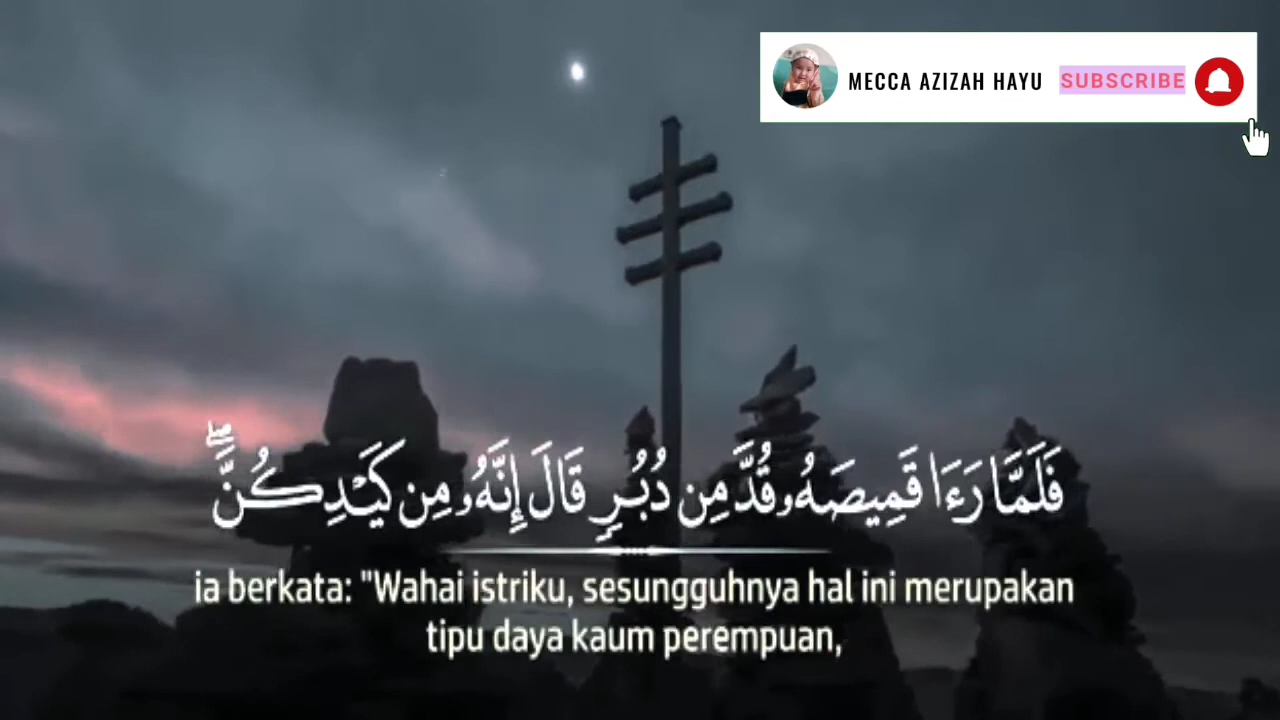 MECCA AZIZAH HAYU SUBSCRIBE
فَلَمَّا رَءَا قَمِيصَهُۥ قُدَّ مِن دُبُرٍ قَالَ إِنَّهُۥ مِن كَيْدِكُنَّ ۖ
ia berkata: "Wahai istriku, sesungguhnya hal ini merupakan
tipu daya kaum perempuan,